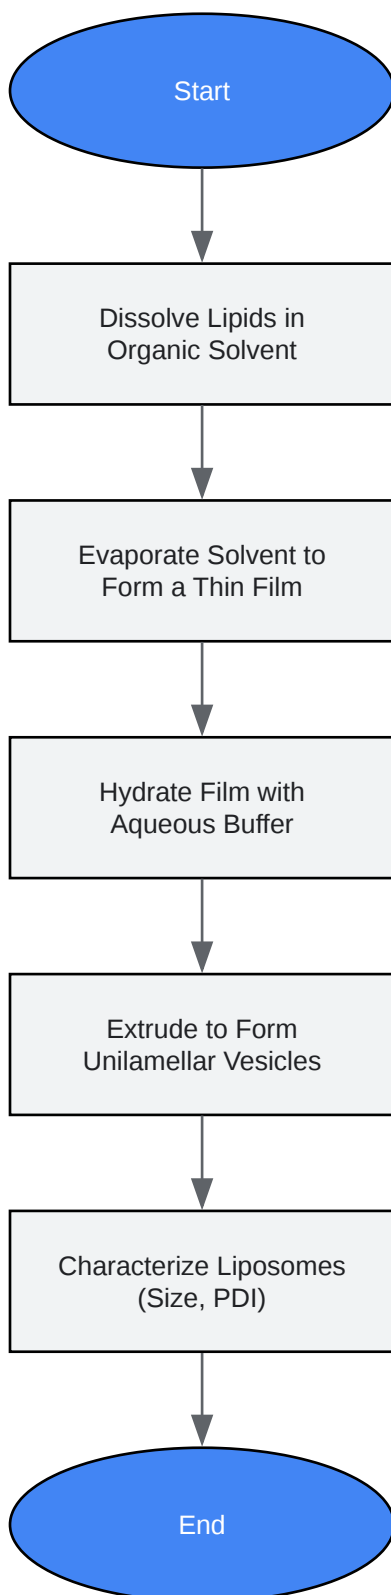 Start
Dissolve Lipids in
Organic Solvent
Evaporate Solvent to
Form a Thin Film
Hydrate Film with
Aqueous Buffer
Extrude to Form
Unilamellar Vesicles
Characterize Liposomes
(Size, PDI)
End